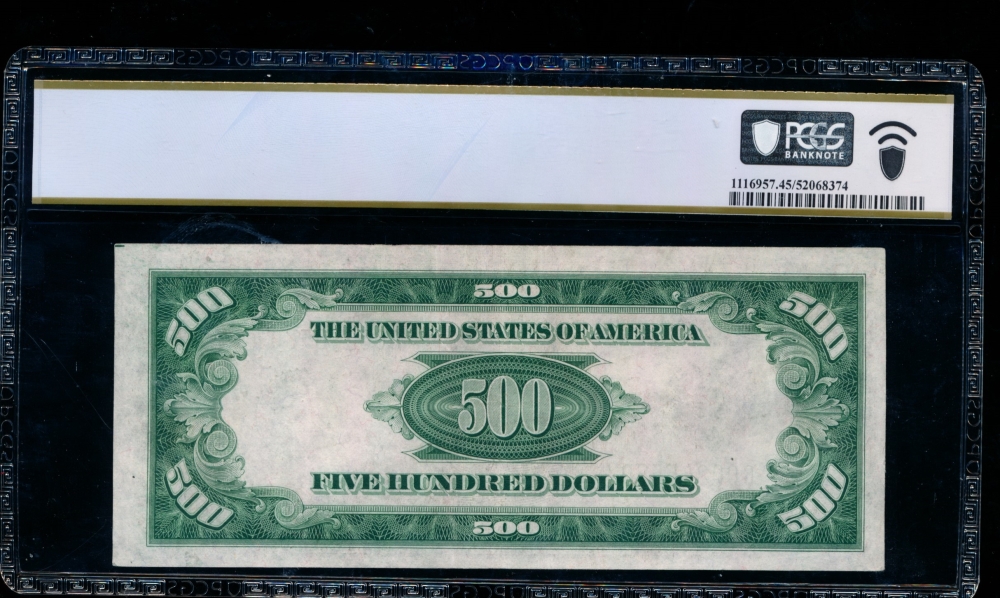 PCGS
BANKNOTE
1116957.45/52068374
500
500 500
THE UNITED STATES OF AMERICA
500
FIVE HUNDRED DOLLARS
500 500
500